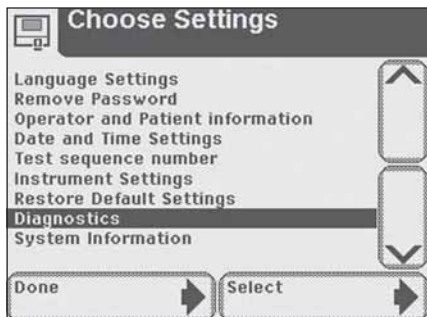 Choose Settings
Language Settings
Remove Password
Operator and Patient information
Date and Time Settings
Test sequence number
Instrument Settings
Restore Default Settings
Diagnostics
System Information
Done
Select